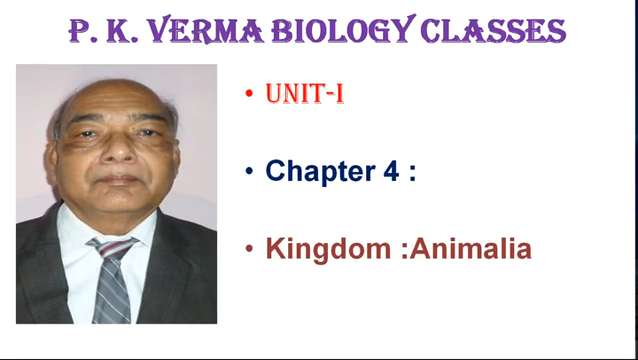 P. K. VERMA BIOLOGY CLASSES
• UNIT-I
• Chapter 4 :
• Kingdom :Animalia